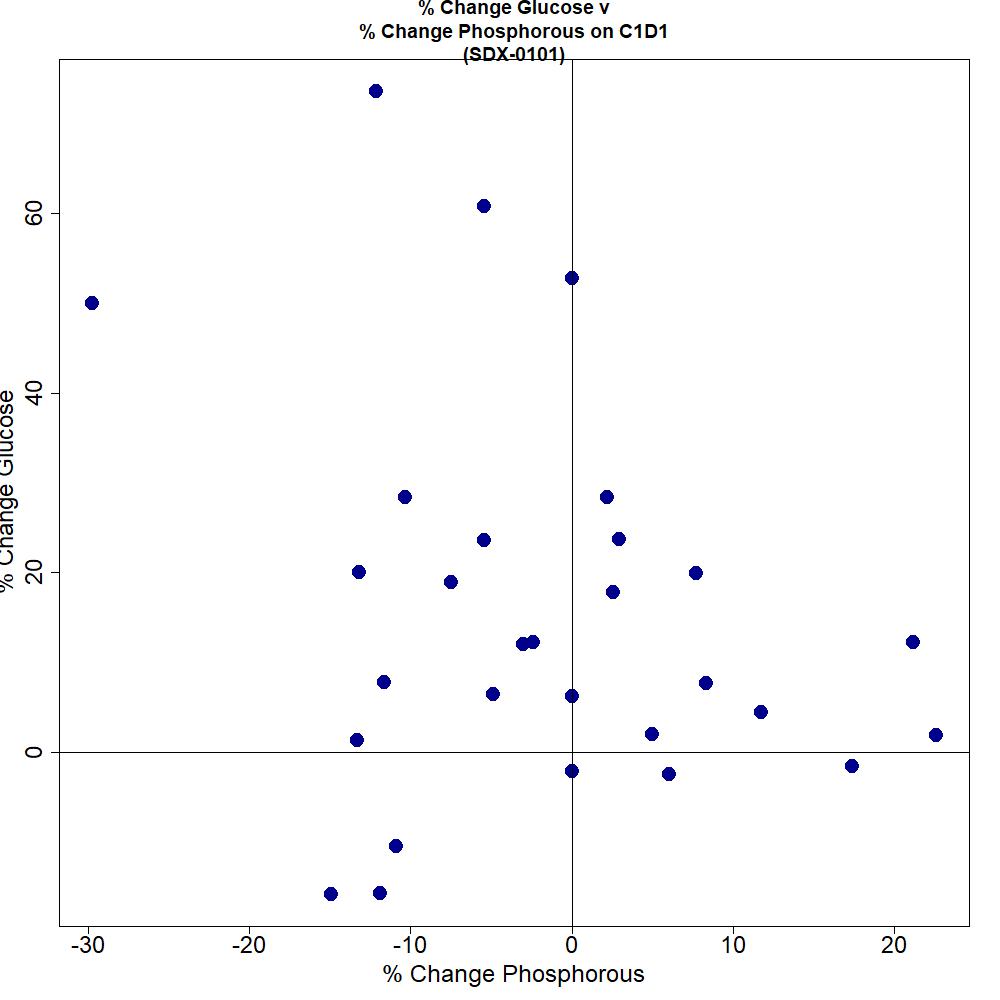 % Change Glucose v
% Change Phosphorous on C1D1
(SDX-0101)
% Change Glucose
60
40
20
0
-30
-20
-10
0
10
20
% Change Phosphorous